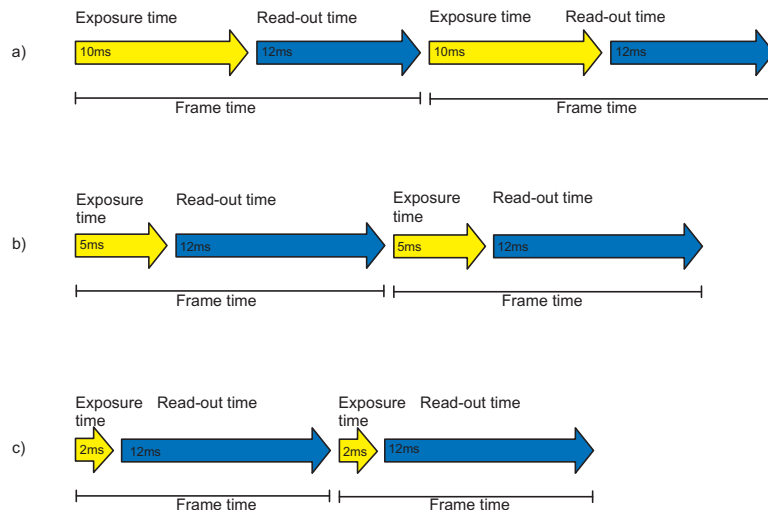 Exposure time Read-out time Exposure time Read-out time
a) 10ms 12ms 10ms 12ms
Frame time Frame time
Exposure
time Read-out time Exposure
time Read-out time
b) 5ms 12ms 5ms 12ms
Frame time Frame time
Exposure
time Read-out time Exposure
time Read-out time
c) 2ms 12ms 2ms 12ms
Frame time Frame time